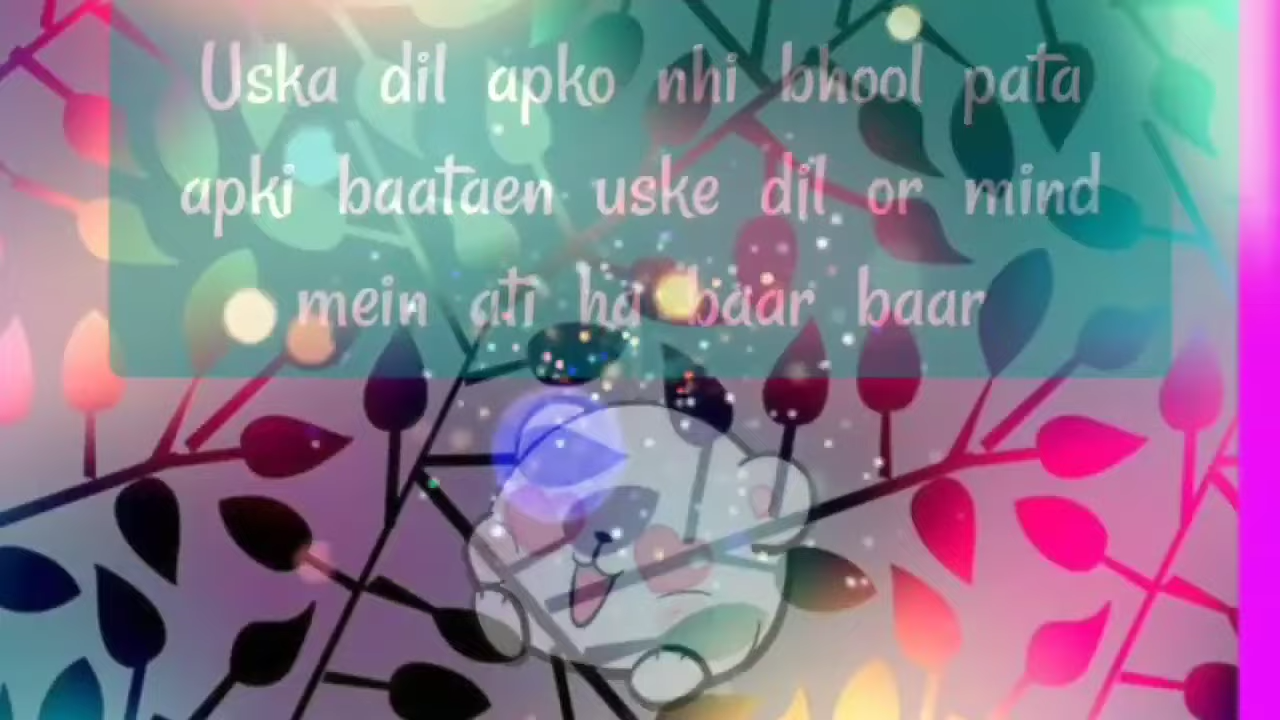 Uska dil apko nhi bhool pata
apki baataen uske dil or mind
mein ati ha baar baar